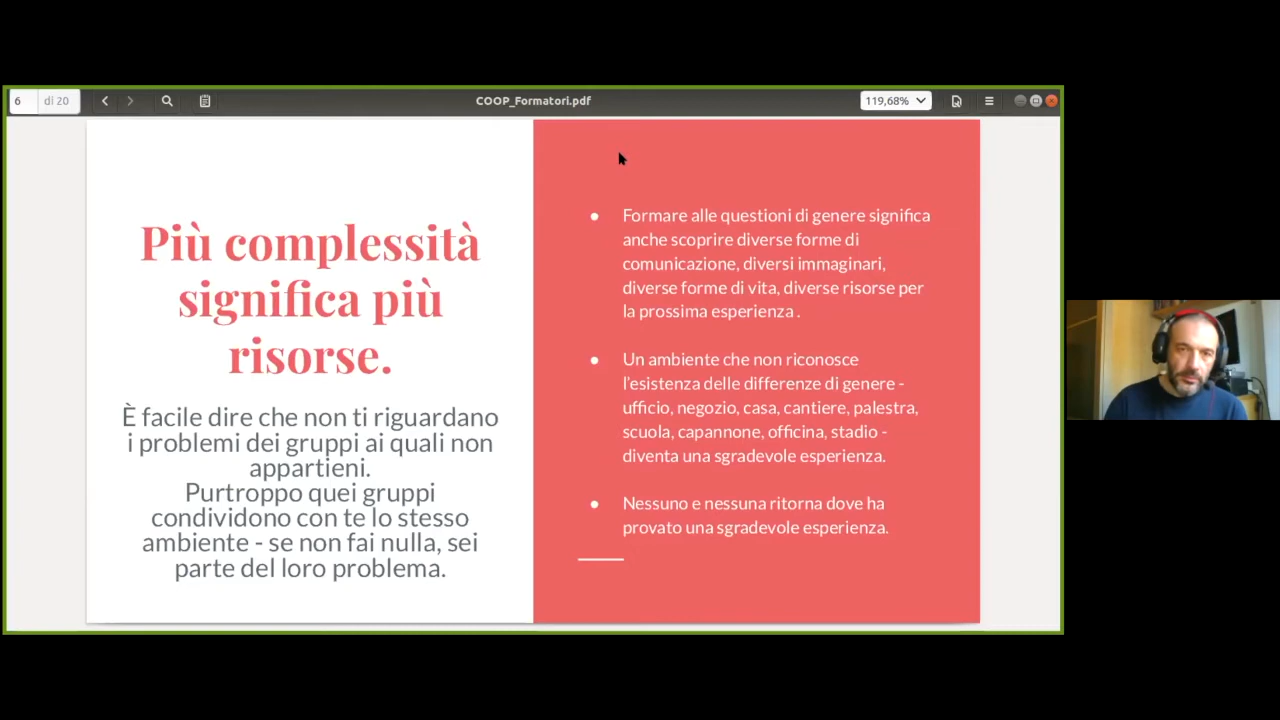 6
di 20
COOP_Formatori.pdf
119,68%
Più complessità
significa più
risorse.
È facile dire che non ti riguardano
i problemi dei gruppi ai quali non
appartieni.
Purtroppo quei gruppi
condividono con te lo stesso
ambiente - se non fai nulla, sei
parte del loro problema.
● Formare alle questioni di genere significa
anche scoprire diverse forme di
comunicazione, diversi immaginari,
diverse forme di vita, diverse risorse per
la prossima esperienza .
● Un ambiente che non riconosce
l'esistenza delle differenze di genere -
ufficio, negozio, casa, cantiere, palestra,
scuola, capannone, officina, stadio -
diventa una sgradevole esperienza.
● Nessuno e nessuna ritorna dove ha
provato una sgradevole esperienza.